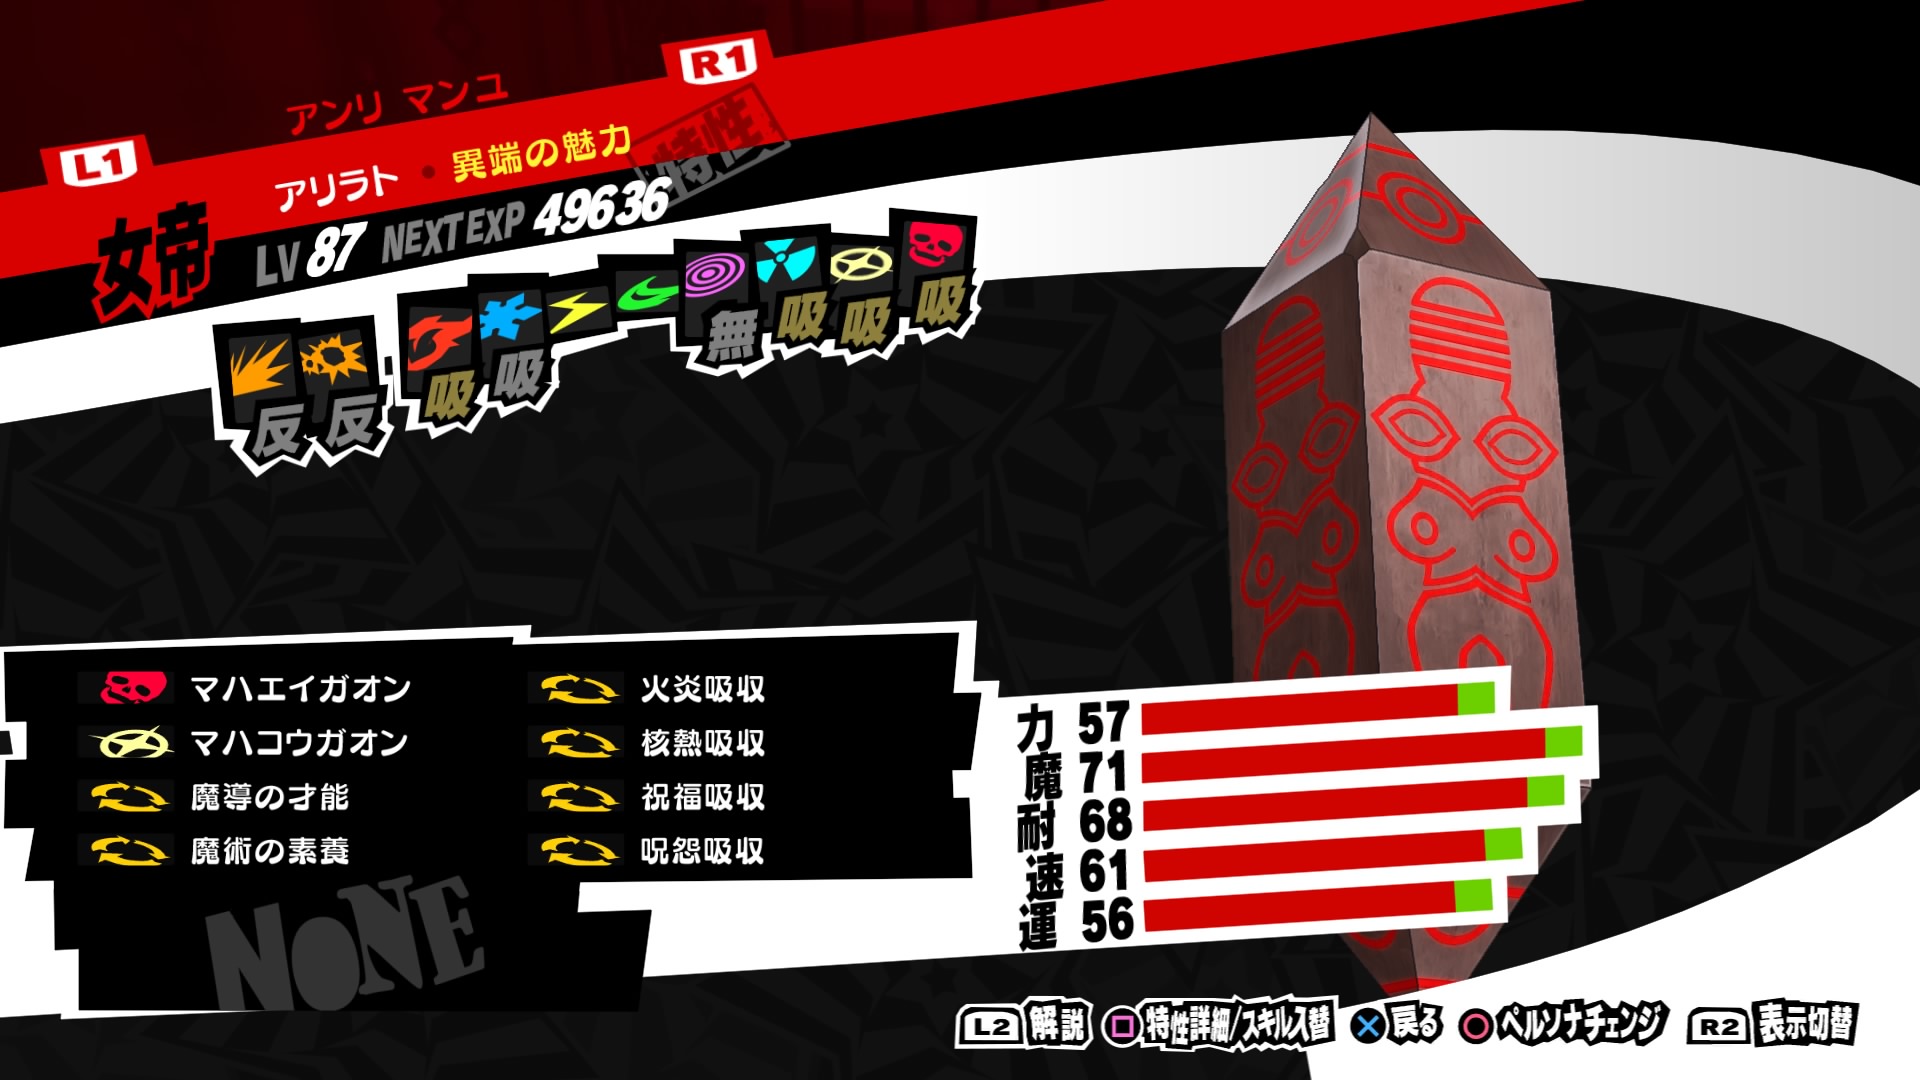 アンリ マンユ
R1
L1
アリラト ・ 異端の魅力
特性
女帝
LV 87 NEXT EXP 49636
反 反 吸 吸 無 吸 吸 吸
マハエイガオン 火炎吸収
マハコウガオン 核熱吸収
魔導の才能 祝福吸収
魔術の素養 呪怨吸収
NONE
力 57
魔 71
耐 68
速 61
運 56
L2 解説 特性詳細/スキルス替 戻る ペルソナチェンジ R2 表示切替